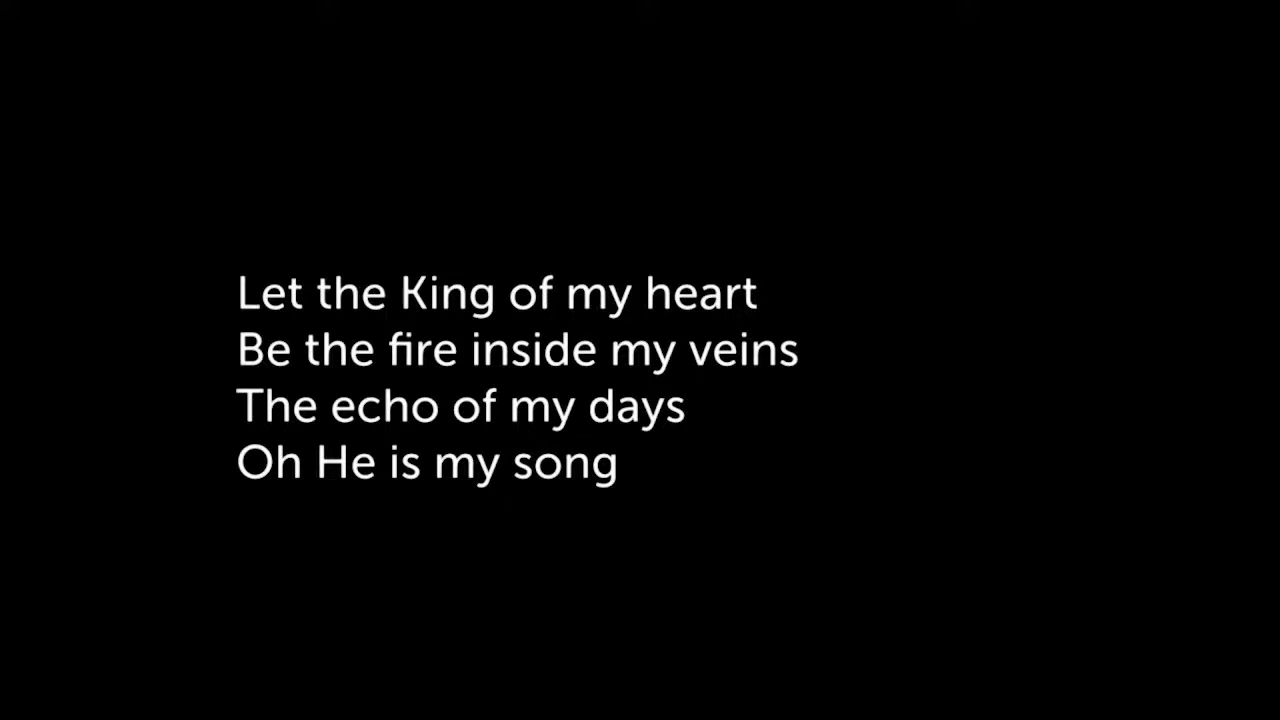 Let the King of my heart
Be the fire inside my veins
The echo of my days
Oh He is my song